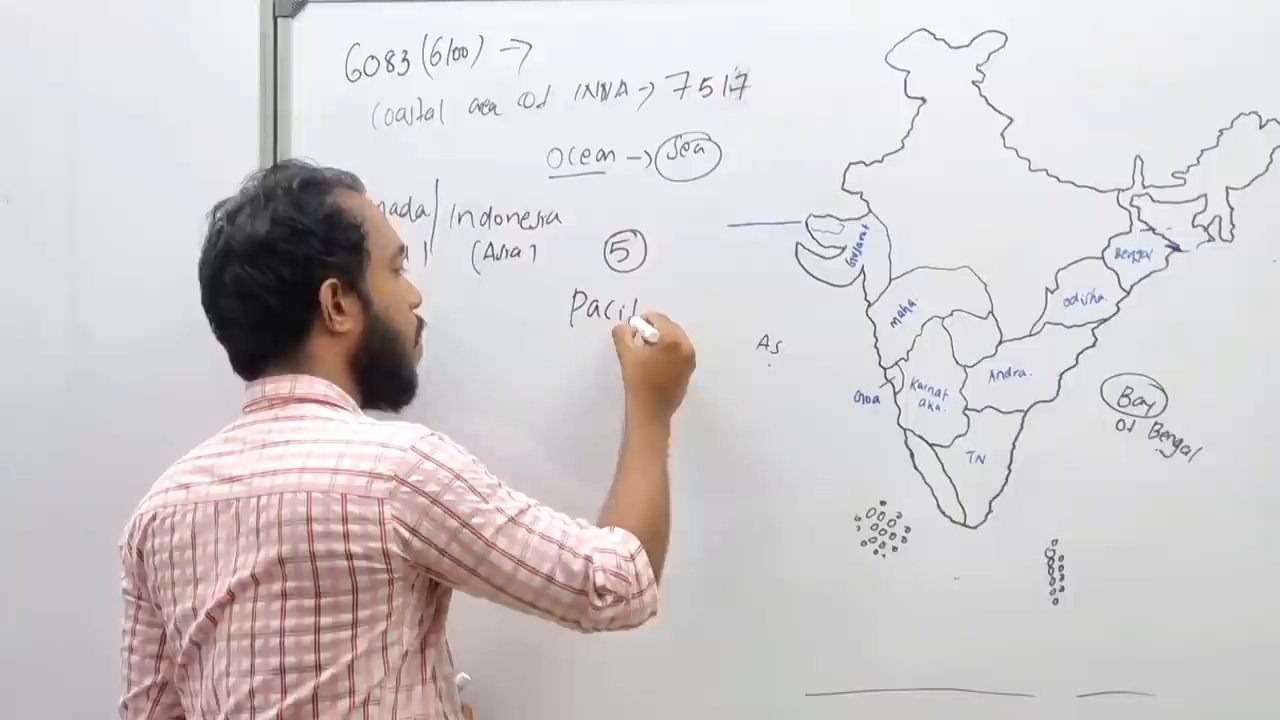 6083 (6100) →
Coastal area of INDIA → 7517
Ocean → Sea
nada / Indonesia
(Asia)
5
Paci
As
Gujarat
Maha.
Goa
Karnat
aka.
TN
Andra.
Odisha.
Bengal
Bay
of Bengal